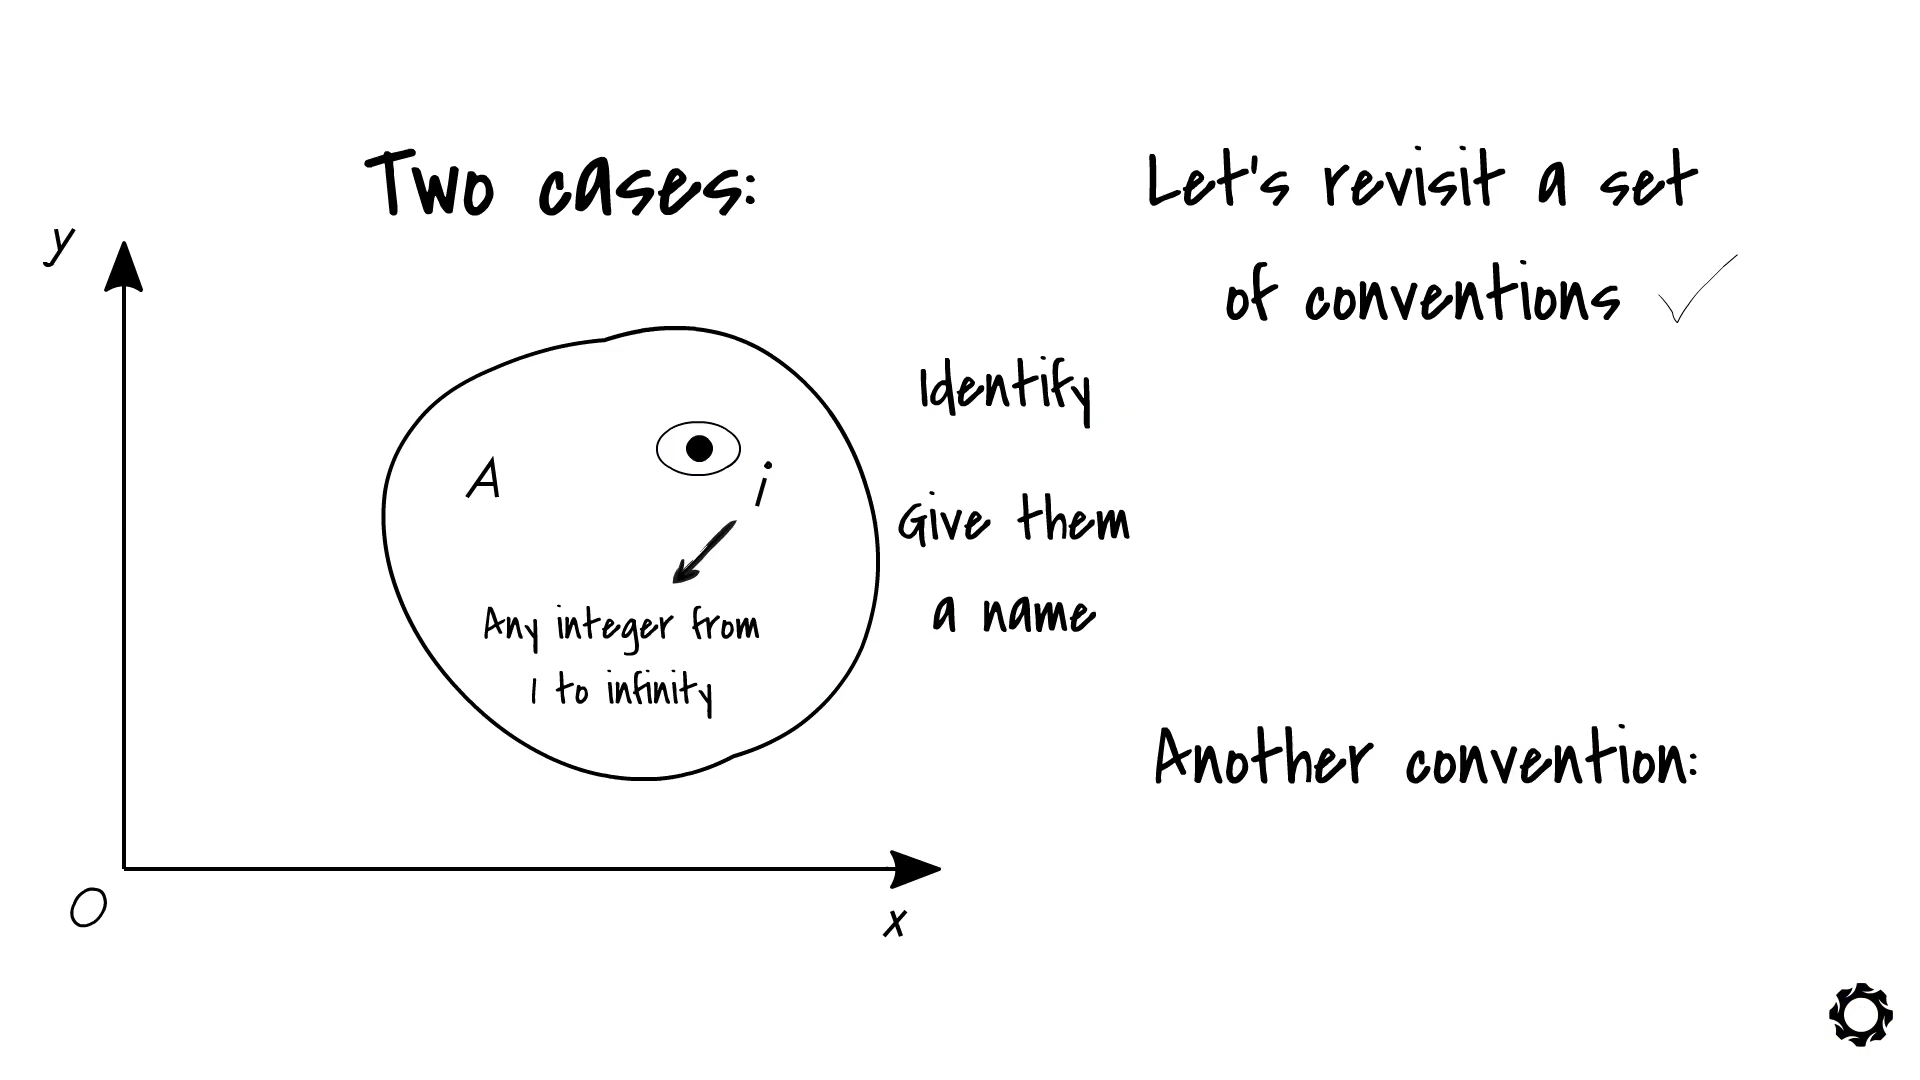 Two cases:
Let's revisit a set
of conventions
y
Identify
A
i
Give them
a name
Any integer from
1 to infinity
Another convention:
O
x